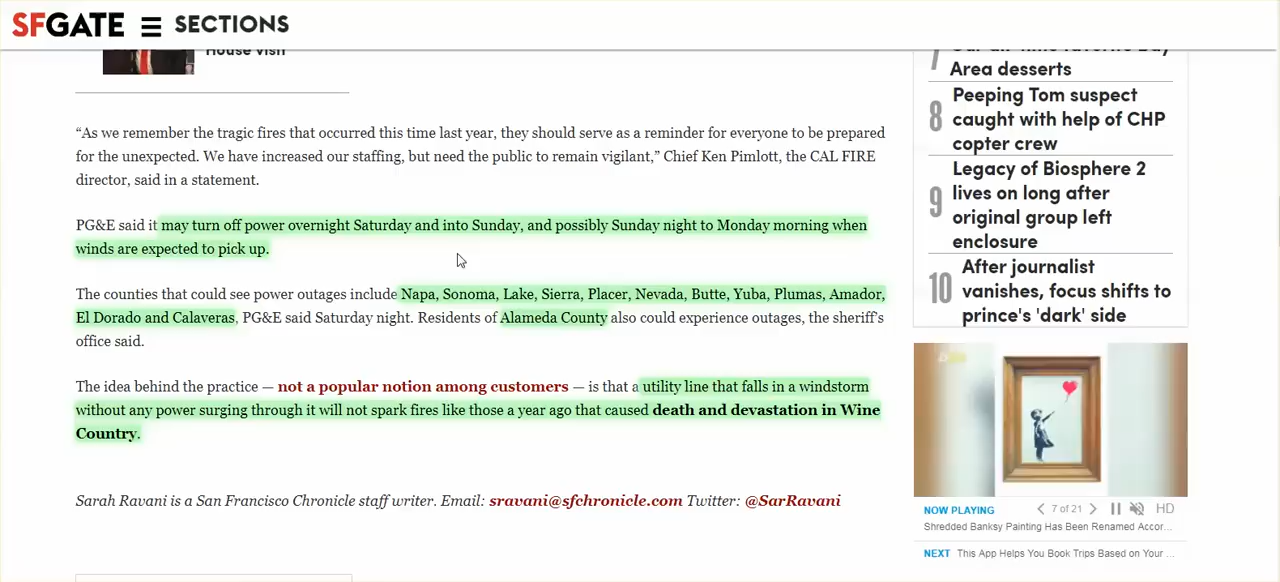 SFGATE ☰ SECTIONS
House visit
“As we remember the tragic fires that occurred this time last year, they should serve as a reminder for everyone to be prepared
for the unexpected. We have increased our staffing, but need the public to remain vigilant,” Chief Ken Pimlott, the CAL FIRE
director, said in a statement.
PG&E said it may turn off power overnight Saturday and into Sunday, and possibly Sunday night to Monday morning when
winds are expected to pick up.
The counties that could see power outages include Napa, Sonoma, Lake, Sierra, Placer, Nevada, Butte, Yuba, Plumas, Amador,
El Dorado and Calaveras, PG&E said Saturday night. Residents of Alameda County also could experience outages, the sheriff's
office said.
The idea behind the practice — not a popular notion among customers — is that a utility line that falls in a windstorm
without any power surging through it will not spark fires like those a year ago that caused death and devastation in Wine
Country.
Sarah Ravani is a San Francisco Chronicle staff writer. Email: sravani@sfchronicle.com Twitter: @SarRavani
7 Our all-time favorite Bay
Area desserts
8 Peeping Tom suspect
caught with help of CHP
copter crew
9 Legacy of Biosphere 2
lives on long after
original group left
enclosure
10 After journalist
vanishes, focus shifts to
prince's 'dark' side
NOW PLAYING
7 of 21
HD
Shredded Banksy Painting Has Been Renamed Accor...
NEXT This App Helps You Book Trips Based on Your ...